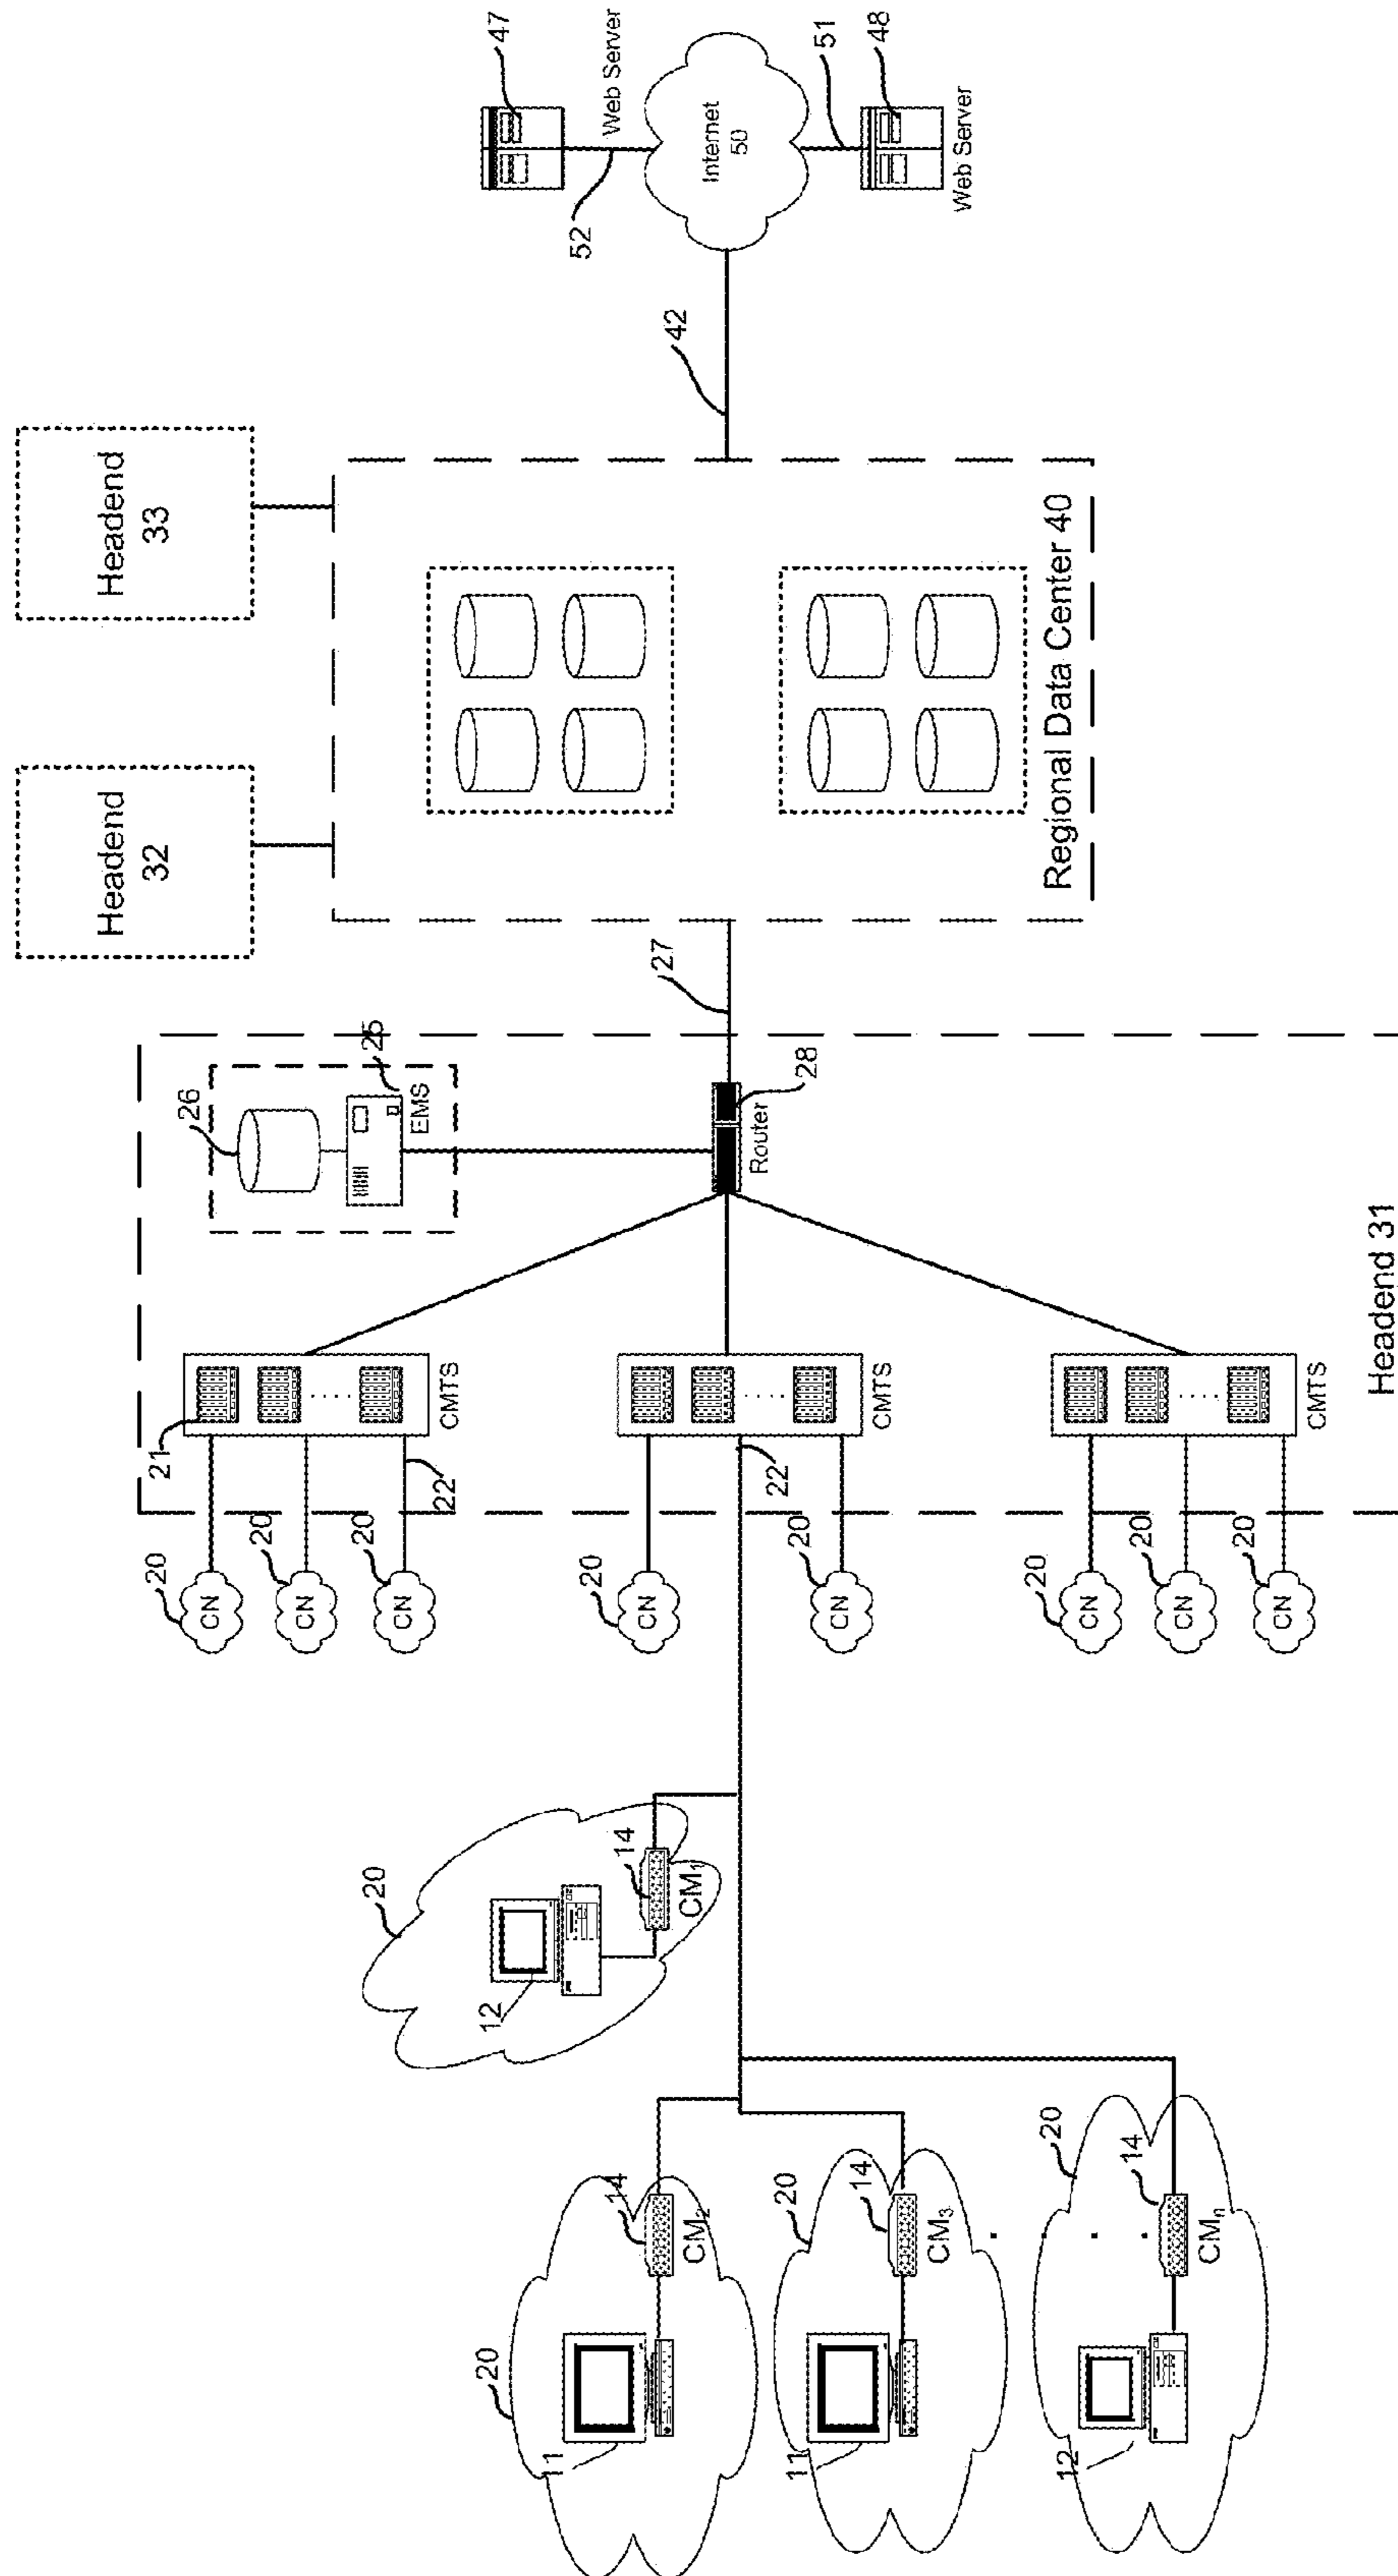 47
Web Server
52
Internet
50
51
48
Web Server
42
Headend
33
Headend
32
Regional Data Center 40
27
26
25
EMS
28
Router
21
CMTS
22
CMTS
22
CMTS
Headend 31
20
CN
20
CN
20
CN
20
CN
20
CN
20
CN
20
CN
20
CN
20
12
14
CM1
20
11
14
CM2
20
11
14
CM3
20
12
14
CMn